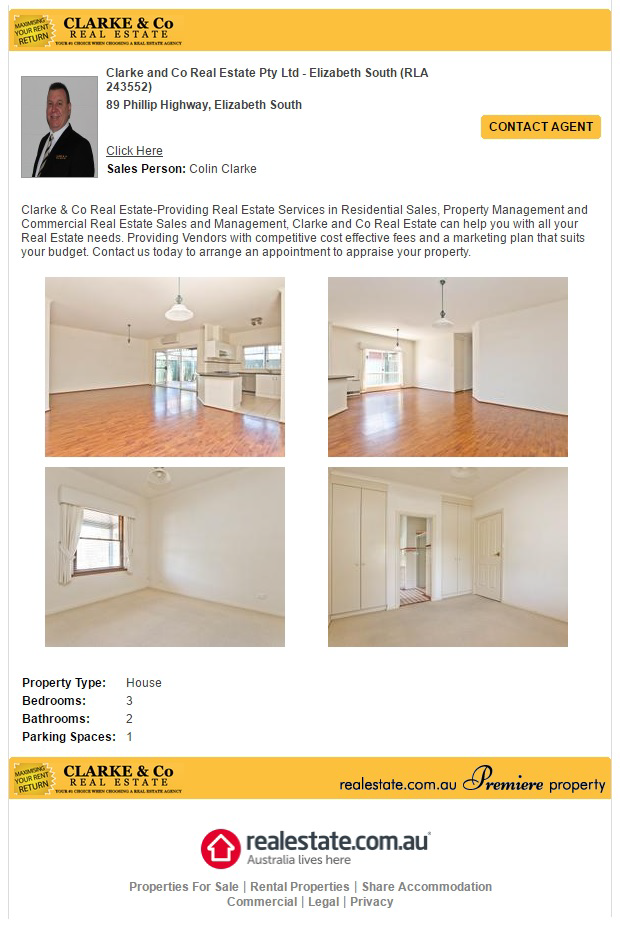 MAXIMISING
YOUR RENT
RETURN
CLARKE & Co
REAL ESTATE
YOUR #1 CHOICE WHEN CHOOSING A REAL ESTATE AGENCY
Clarke and Co Real Estate Pty Ltd - Elizabeth South (RLA
243552)
89 Phillip Highway, Elizabeth South
CONTACT AGENT
Click Here
Sales Person: Colin Clarke
Clarke & Co Real Estate-Providing Real Estate Services in Residential Sales, Property Management and
Commercial Real Estate Sales and Management, Clarke and Co Real Estate can help you with all your
Real Estate needs. Providing Vendors with competitive cost effective fees and a marketing plan that suits
your budget. Contact us today to arrange an appointment to appraise your property.
Property Type: House
Bedrooms: 3
Bathrooms: 2
Parking Spaces: 1
MAXIMISING
YOUR RENT
RETURN
CLARKE & Co
REAL ESTATE
YOUR #1 CHOICE WHEN CHOOSING A REAL ESTATE AGENCY
realestate.com.au Premiere property
realestate.com.au
Australia lives here
Properties For Sale | Rental Properties | Share Accommodation
Commercial | Legal | Privacy